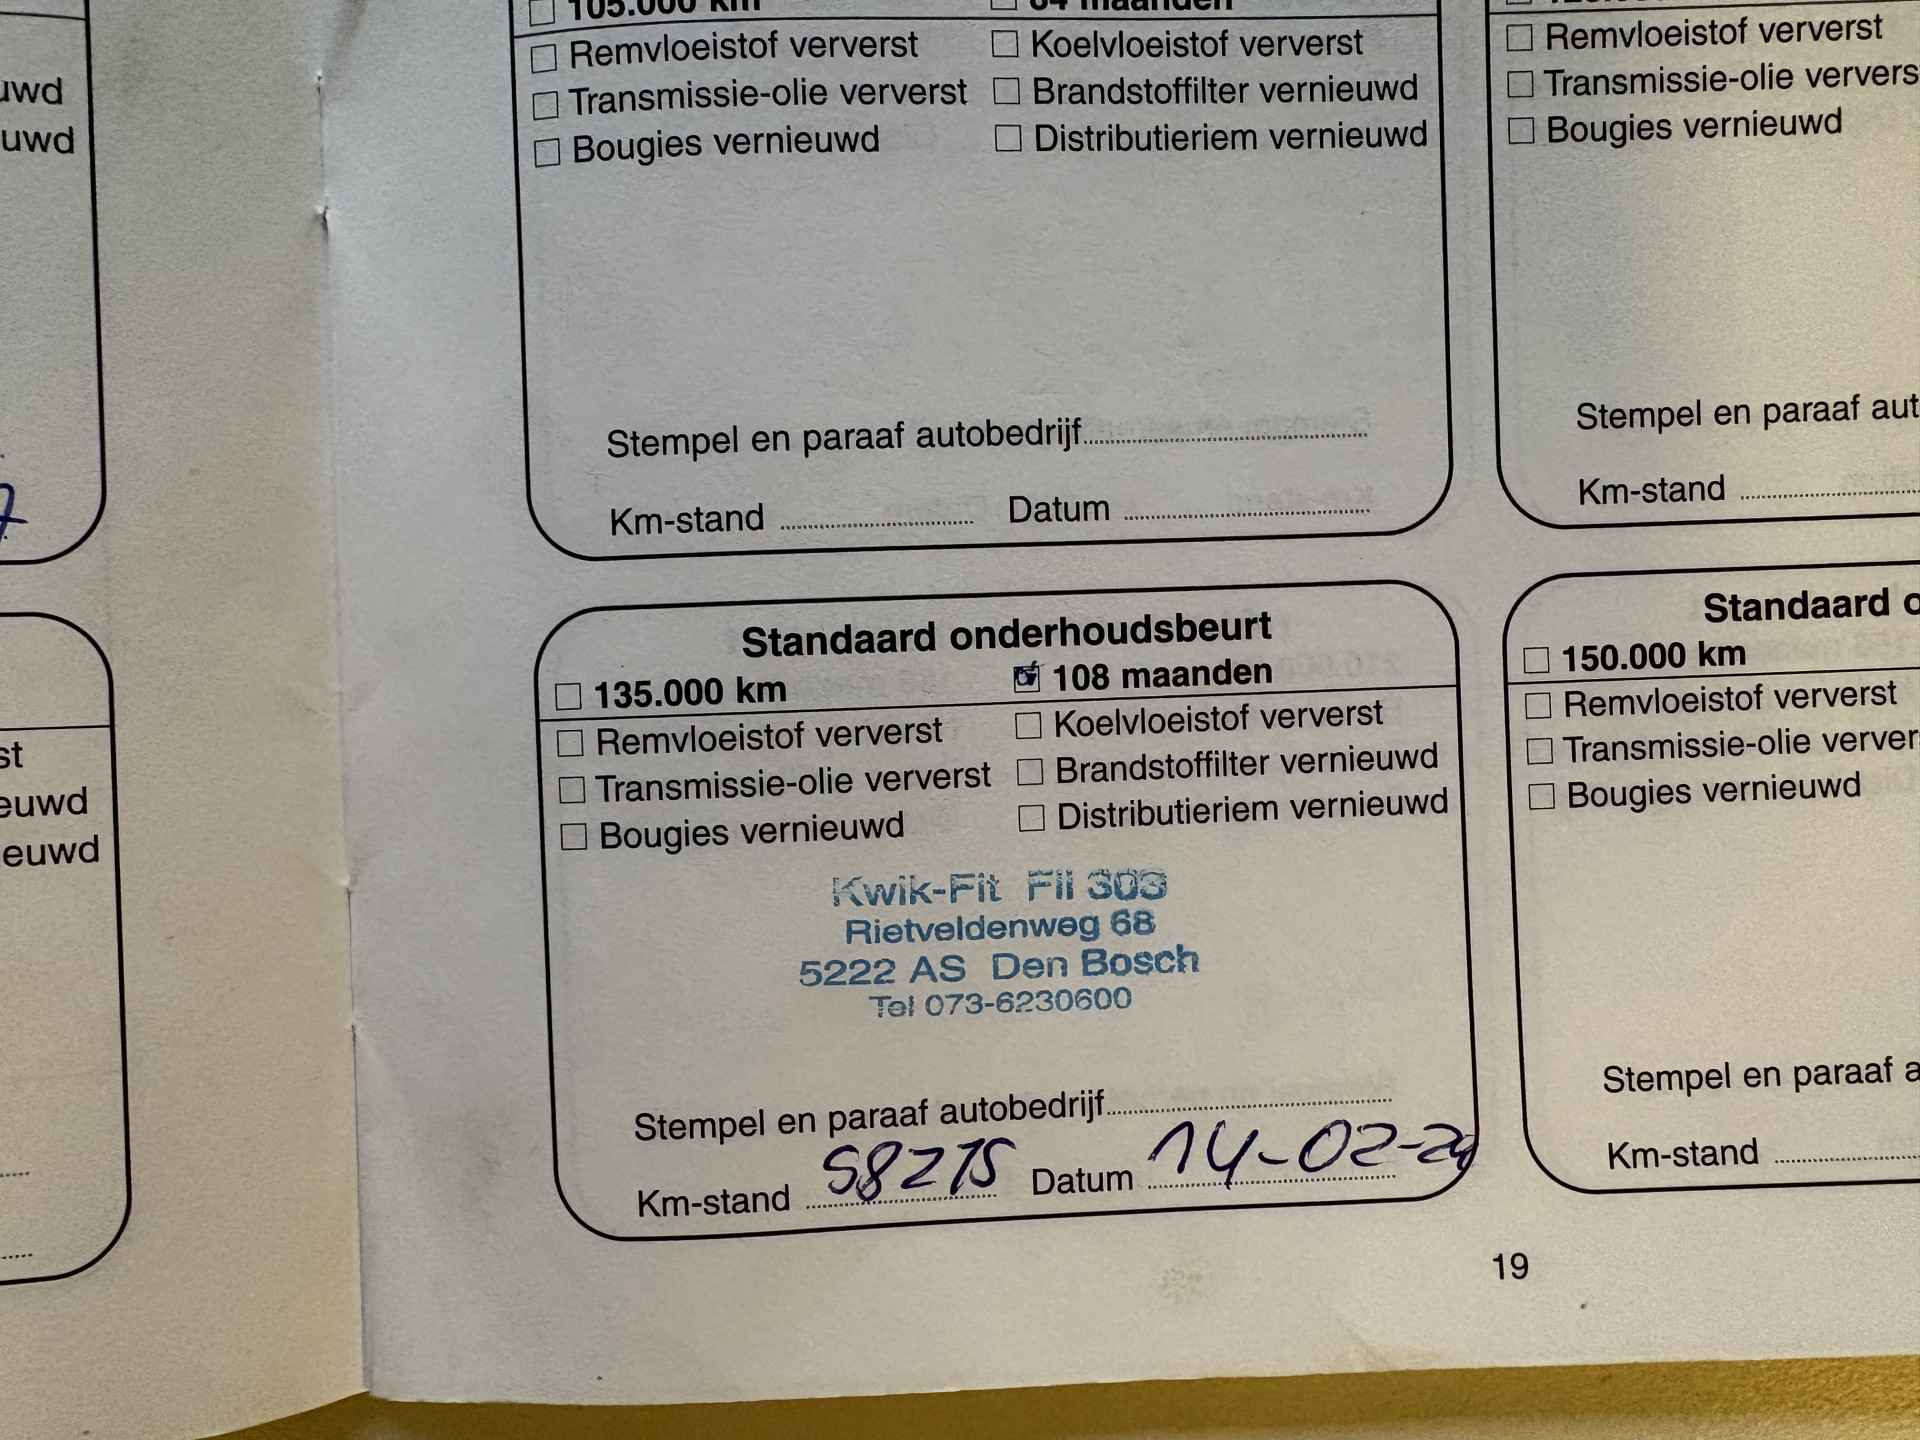 uwd
uwd
7
st
euwd
ieuwd
105.000 km
84 maanden
Remvloeistof ververst
Koelvloeistof ververst
Transmissie-olie ververst
Brandstoffilter vernieuwd
Bougies vernieuwd
Distributieriem vernieuwd
Stempel en paraaf autobedrijf
Km-stand Datum
Standaard onderhoudsbeurt
135.000 km
108 maanden
Remvloeistof ververst
Koelvloeistof ververst
Transmissie-olie ververst
Brandstoffilter vernieuwd
Bougies vernieuwd
Distributieriem vernieuwd
Kwik-Fit Fil 303
Rietveldenweg 68
5222 AS Den Bosch
Tel 073-6230600
Stempel en paraaf autobedrijf
Km-stand 58275 Datum 14-02-20
Remvloeistof ververst
Transmissie-olie ververs
Bougies vernieuwd
Stempel en paraaf aut
Km-stand
Standaard o
150.000 km
Remvloeistof ververst
Transmissie-olie ververs
Bougies vernieuwd
Stempel en paraaf a
Km-stand
19